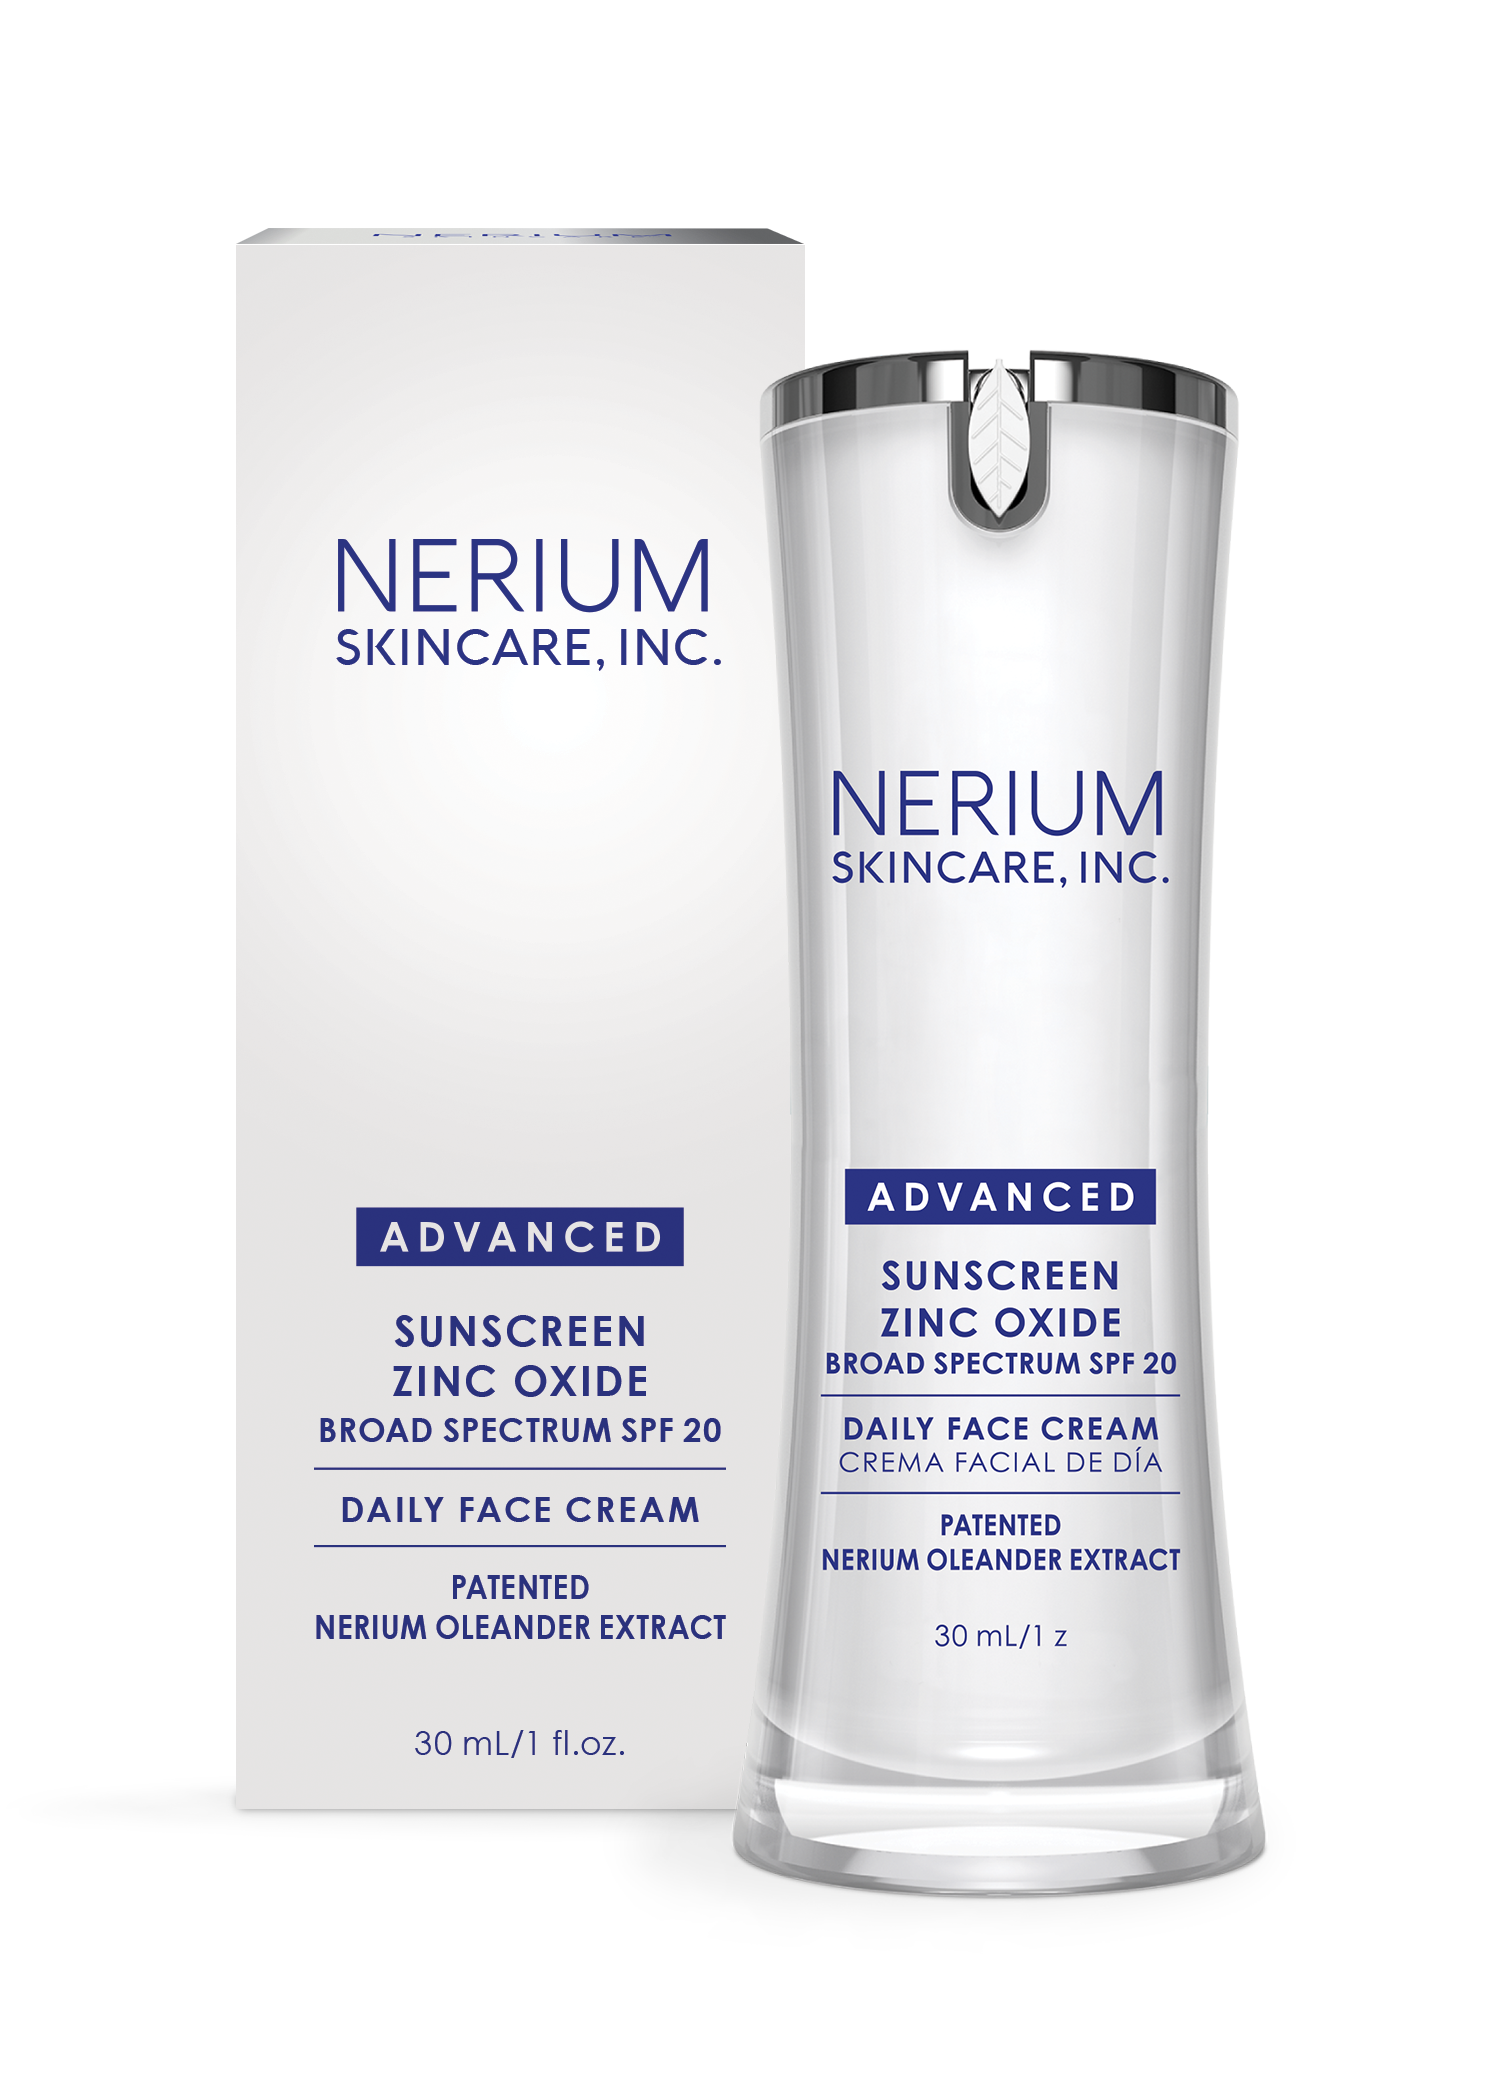 NERIUM
NERIUM
SKINCARE, INC.
ADVANCED
SUNSCREEN
ZINC OXIDE
BROAD SPECTRUM SPF 20
DAILY FACE CREAM
PATENTED
NERIUM OLEANDER EXTRACT
30 mL/1 fl.oz.
NERIUM
SKINCARE, INC.
ADVANCED
SUNSCREEN
ZINC OXIDE
BROAD SPECTRUM SPF 20
DAILY FACE CREAM
CREMA FACIAL DE DÍA
PATENTED
NERIUM OLEANDER EXTRACT
30 mL/1 z